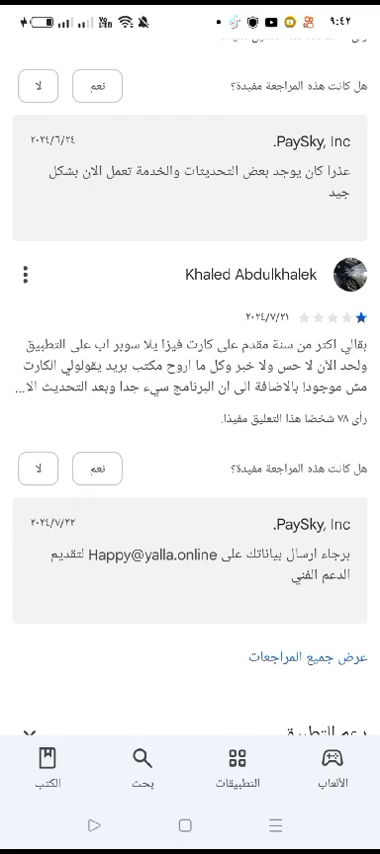 ٩:٤٢
هل كانت هذه المراجعة مفيدة؟ نعم لا
PaySky, Inc. ٢٠٢٤/٦/٢٤
عذرا كان يوجد بعض التحديثات والخدمة تعمل الان بشكل
جيد
Khaled Abdulkhalek
٢٠٢٤/٧/٢١
بقالي اكتر من سنة مقدم على كارت فيزا يلا سوبر اب على التطبيق
ولحد الآن لا حس ولا خبر وكل ما اروح مكتب بريد يقولولي الكارت
مش موجود! بالاضافة الى ان البرنامج سيء جدا وبعد التحديث الا...
رأى ٧٨ شخصًا هذا التعليق مفيدًا.
هل كانت هذه المراجعة مفيدة؟ نعم لا
PaySky, Inc. ٢٠٢٤/٧/٢٢
برجاء ارسال بياناتك على Happy@yalla.online لتقديم
الدعم الفني
عرض جميع المراجعات
دعم التطبيق
الألعاب التطبيقات بحث الكتب